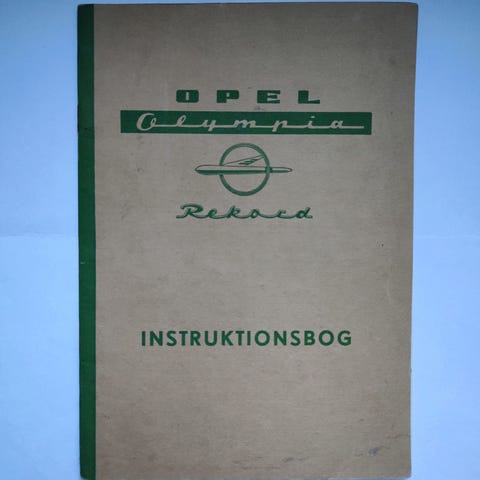 OPEL
Olympia
Rekord
INSTRUKTIONSBOG